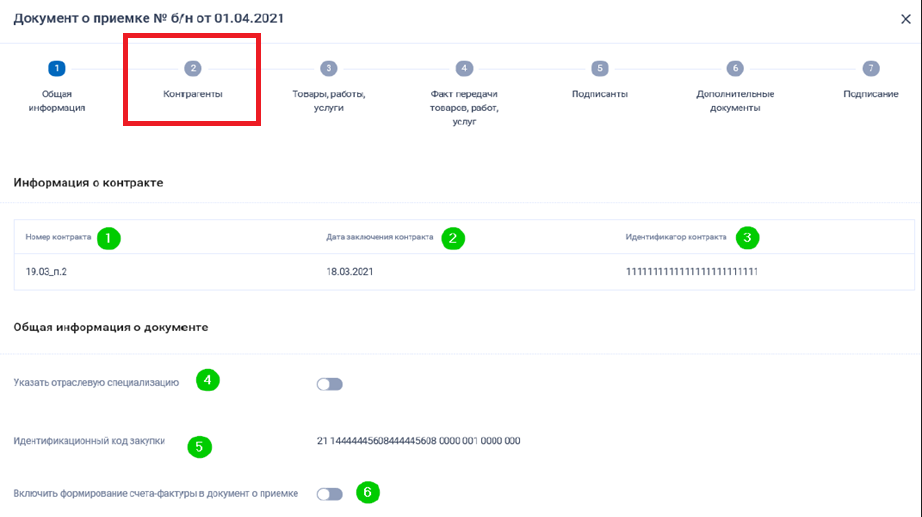 Документ о приемке № б/н от 01.04.2021
1 2 3 4 5 6 7
Общая информация
Контрагенты
Товары, работы, услуги
Факт передачи товаров, работ, услуг
Подписанты
Дополнительные документы
Подписание
Информация о контракте
Номер контракта 1 Дата заключения контракта 2 Идентификатор контракта 3
19.03_п.2 18.03.2021
Общая информация о документе
Указать отраслевую специализацию 4
Идентификационный код закупки 5 21 14444445608444445608 0000 001 0000 000
Включить формирование счета-фактуры в документ о приемке 6